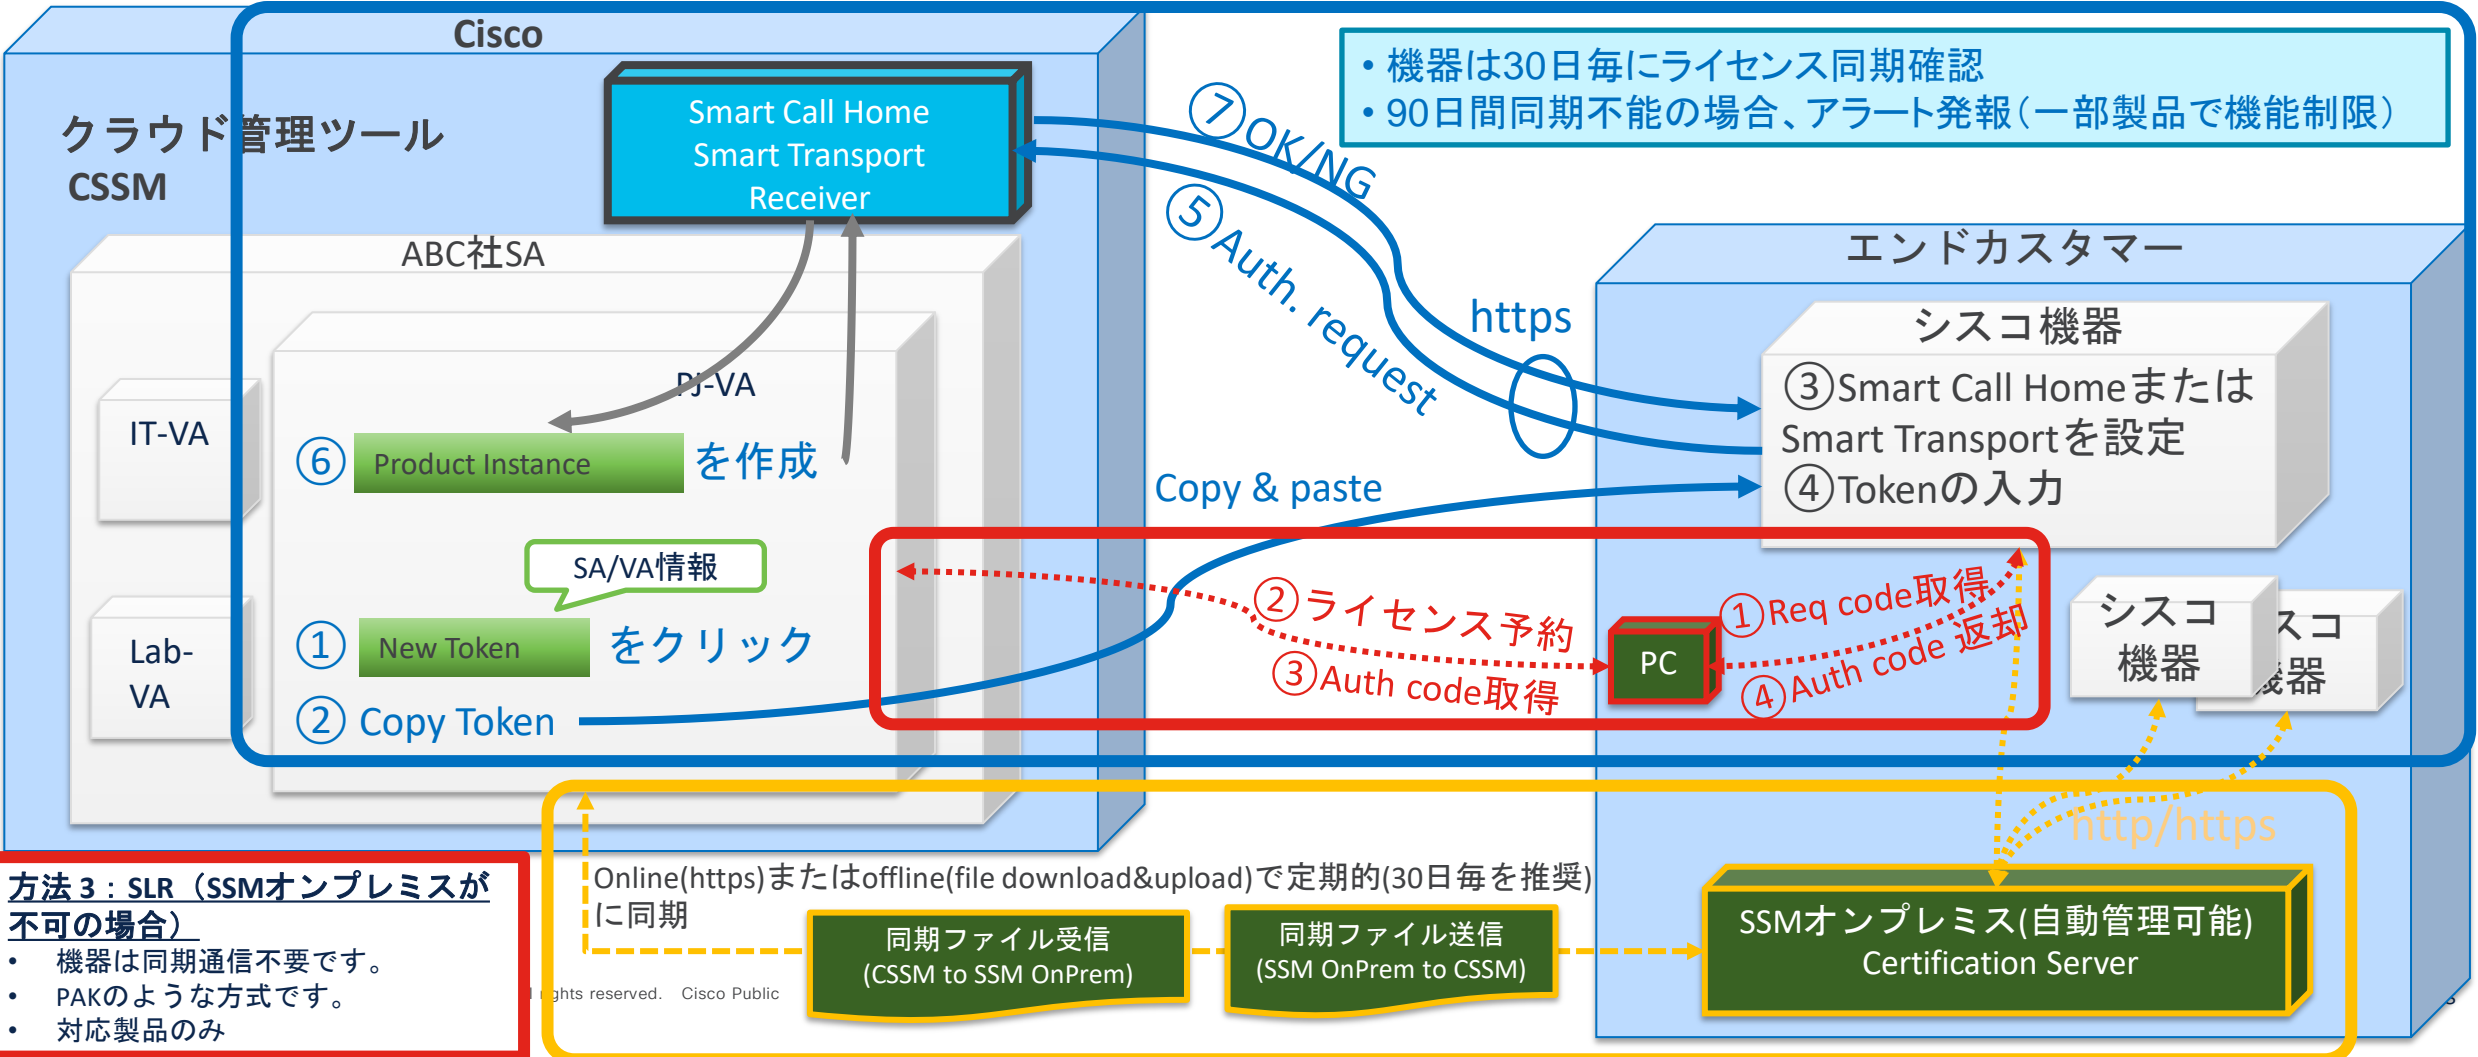 Cisco
クラウド管理ツール
CSSM
Smart Call Home
Smart Transport
Receiver
・機器は30日毎にライセンス同期確認
・90日間同期不能の場合、アラート発報（一部製品で機能制限）
⑦OK/NG
⑤Auth. request
https
ABC社SA
PJ-VA
IT-VA
Lab-
VA
⑥ Product Instance を作成
SA/VA情報
① New Token をクリック
② Copy Token
Copy & paste
エンドカスタマー
シスコ機器
③Smart Call Homeまたは
Smart Transportを設定
④Tokenの入力
②ライセンス予約
③Auth code取得
PC
①Req code取得
④Auth code 返却
シスコ
機器
スコ
機器
http/https
Online(https)またはoffline(file download&upload)で定期的(30日毎を推奨)
に同期
同期ファイル受信
(CSSM to SSM OnPrem)
同期ファイル送信
(SSM OnPrem to CSSM)
SSMオンプレミス(自動管理可能)
Certification Server
方法３：SLR（SSMオンプレミスが
不可の場合）
• 機器は同期通信不要です。
• PAKのような方式です。
• 対応製品のみ
rights reserved. Cisco Public